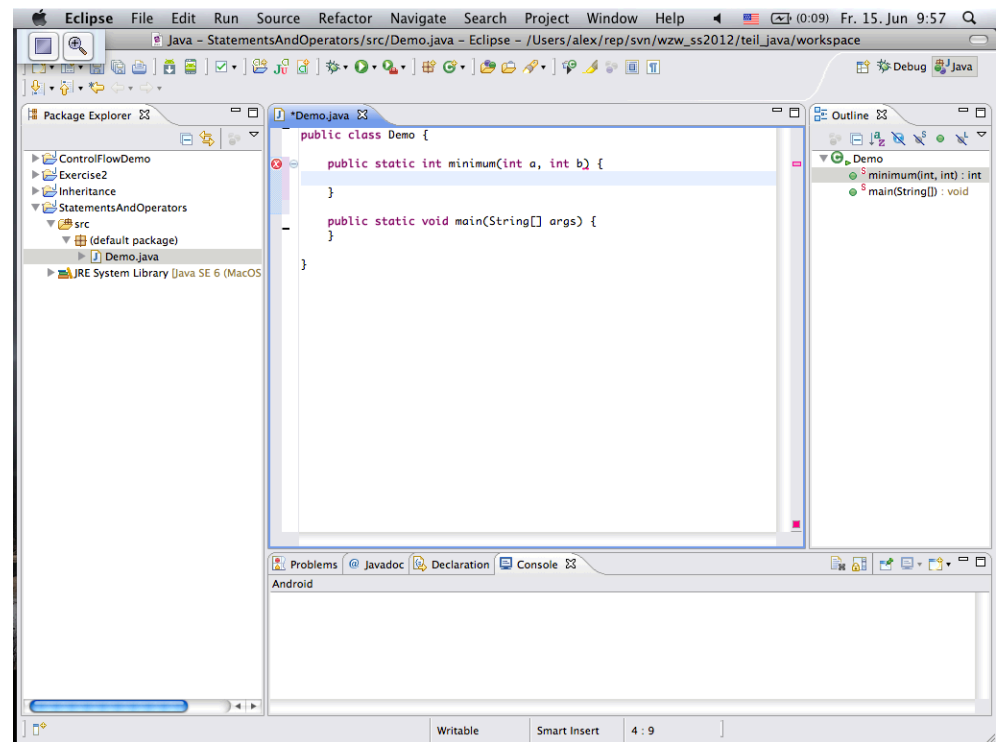 Eclipse File Edit Run Source Refactor Navigate Search Project Window Help (0:09) Fr. 15. Jun 9:57
Java – StatementsAndOperators/src/Demo.java – Eclipse – /Users/alex/rep/svn/wzw_ss2012/teil_java/workspace
Debug Java
Package Explorer
ControlFlowDemo
Exercise2
Inheritance
StatementsAndOperators
src
(default package)
Demo.java
JRE System Library [Java SE 6 (MacOS
*Demo.java
public class Demo {
public static int minimum(int a, int b) {
}
public static void main(String[] args) {
}
}
Outline
Demo
minimum(int, int) : int
main(String[]) : void
Problems @ Javadoc Declaration Console
Android
Writable Smart Insert 4 : 9